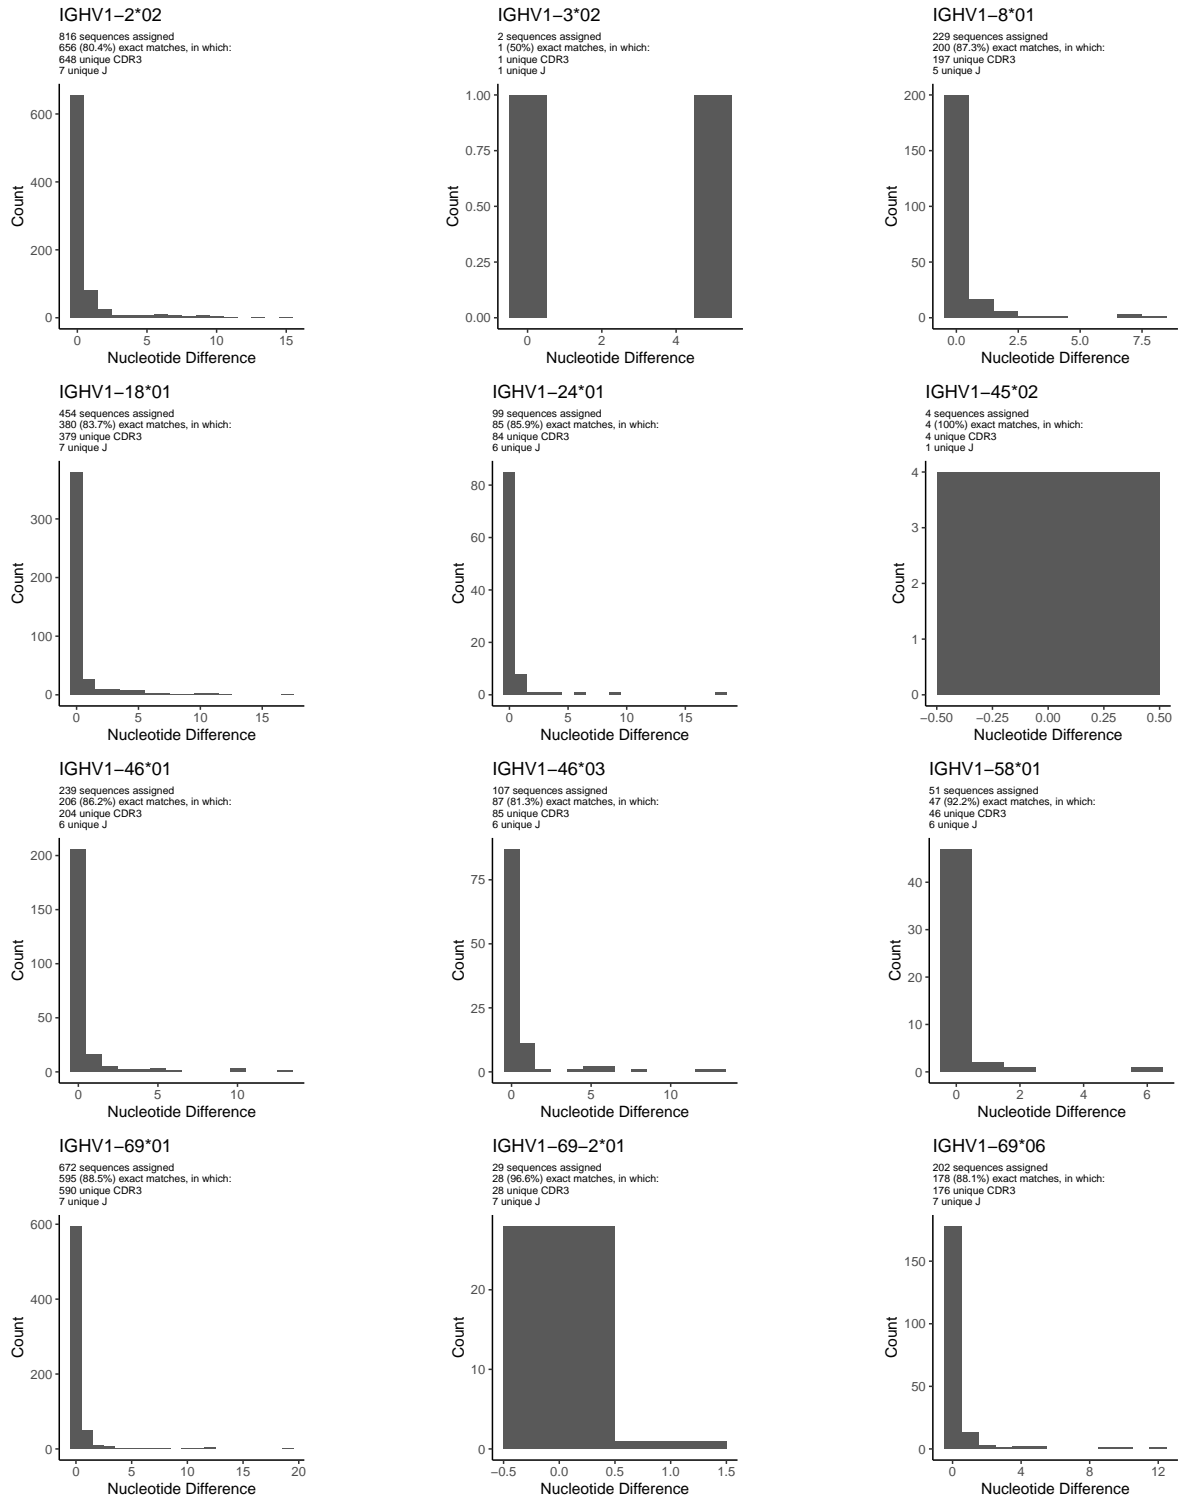 IGHV1−2*02
816 sequences assigned
656 (80.4%) exact matches, in which:
648 unique CDR3
7 unique J
600
400
200
0
Count
0 5 10 15
Nucleotide Difference
IGHV1−3*02
2 sequences assigned
1 (50%) exact matches, in which:
1 unique CDR3
1 unique J
1.00
0.75
0.50
0.25
0.00
Count
0 2 4
Nucleotide Difference
IGHV1−8*01
229 sequences assigned
200 (87.3%) exact matches, in which:
197 unique CDR3
5 unique J
200
150
100
50
0
Count
0.0 2.5 5.0 7.5
Nucleotide Difference
IGHV1−18*01
454 sequences assigned
380 (83.7%) exact matches, in which:
379 unique CDR3
7 unique J
300
200
100
0
Count
0 5 10 15
Nucleotide Difference
IGHV1−24*01
99 sequences assigned
85 (85.9%) exact matches, in which:
84 unique CDR3
6 unique J
80
60
40
20
0
Count
0 5 10 15
Nucleotide Difference
IGHV1−45*02
4 sequences assigned
4 (100%) exact matches, in which:
4 unique CDR3
1 unique J
4
3
2
1
0
Count
−0.50 −0.25 0.00 0.25 0.50
Nucleotide Difference
IGHV1−46*01
239 sequences assigned
206 (86.2%) exact matches, in which:
204 unique CDR3
6 unique J
200
150
100
50
0
Count
0 5 10
Nucleotide Difference
IGHV1−46*03
107 sequences assigned
87 (81.3%) exact matches, in which:
85 unique CDR3
6 unique J
75
50
25
0
Count
0 5 10
Nucleotide Difference
IGHV1−58*01
51 sequences assigned
47 (92.2%) exact matches, in which:
46 unique CDR3
6 unique J
40
30
20
10
0
Count
0 2 4 6
Nucleotide Difference
IGHV1−69*01
672 sequences assigned
595 (88.5%) exact matches, in which:
590 unique CDR3
7 unique J
600
400
200
0
Count
0 5 10 15 20
Nucleotide Difference
IGHV1−69−2*01
29 sequences assigned
28 (96.6%) exact matches, in which:
28 unique CDR3
7 unique J
20
10
0
Count
−0.5 0.0 0.5 1.0 1.5
Nucleotide Difference
IGHV1−69*06
202 sequences assigned
178 (88.1%) exact matches, in which:
176 unique CDR3
7 unique J
150
100
50
0
Count
0 4 8 12
Nucleotide Difference